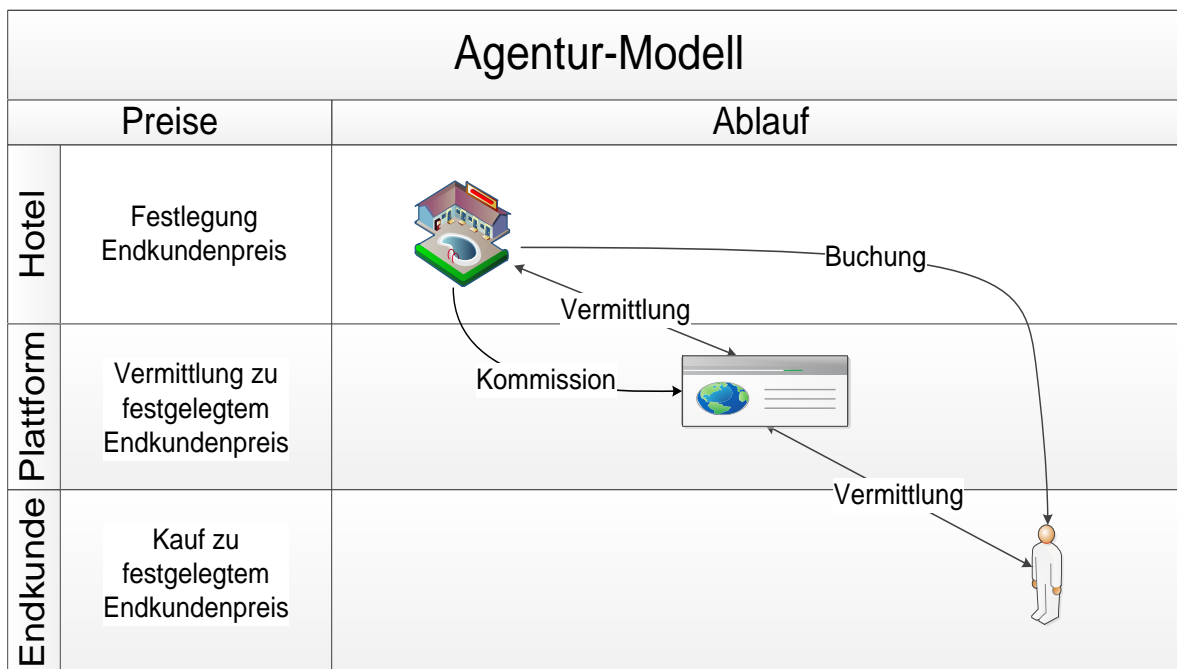 Agentur-Modell
Preise
Ablauf
Hotel
Festlegung
Endkundenpreis
Buchung
Vermittlung
Plattform
Vermittlung zu
festgelegtem
Endkundenpreis
Kommission
Vermittlung
Endkunde
Kauf zu
festgelegtem
Endkundenpreis